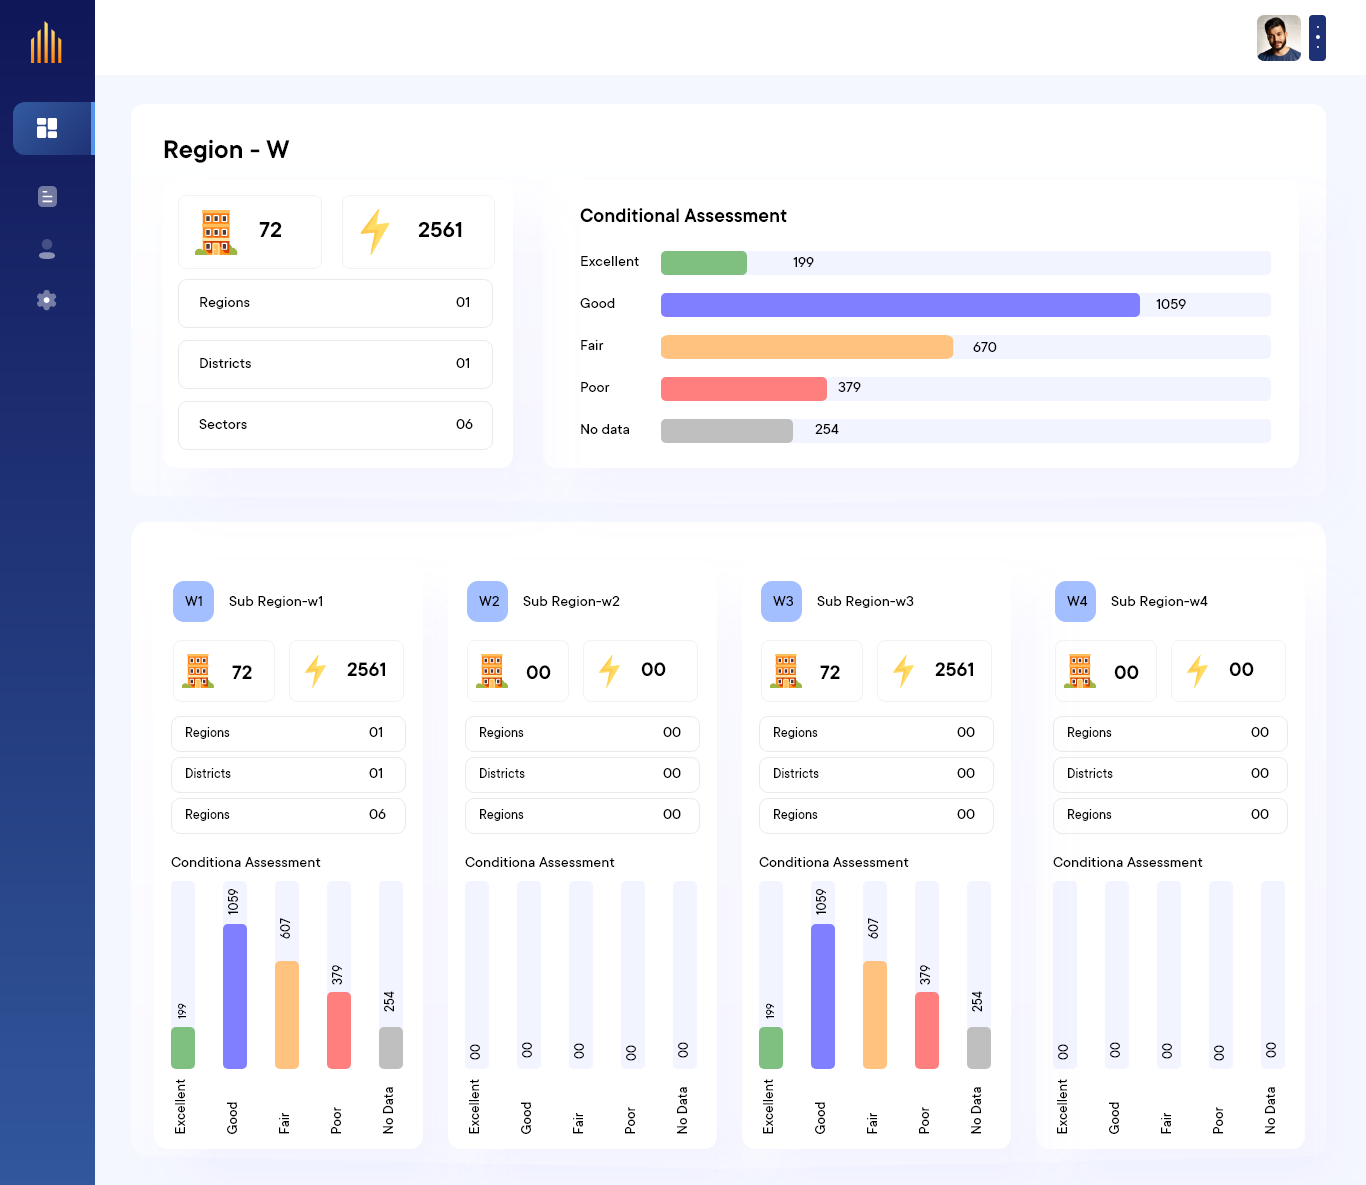 Region - W
72 2561
Regions 01
Districts 01
Sectors 06
Conditional Assessment
Excellent 199
Good 1059
Fair 670
Poor 379
No data 254
W1 Sub Region-w1
72 2561
Regions 01
Districts 01
Regions 06
Conditiona Assessment
199 1059 607 379 254
Excellent Good Fair Poor No Data
W2 Sub Region-w2
00 00
Regions 00
Districts 00
Regions 00
Conditiona Assessment
00 00 00 00 00
Excellent Good Fair Poor No Data
W3 Sub Region-w3
72 2561
Regions 00
Districts 00
Regions 00
Conditiona Assessment
199 1059 607 379 254
Excellent Good Fair Poor No Data
W4 Sub Region-w4
00 00
Regions 00
Districts 00
Regions 00
Conditiona Assessment
00 00 00 00 00
Excellent Good Fair Poor No Data